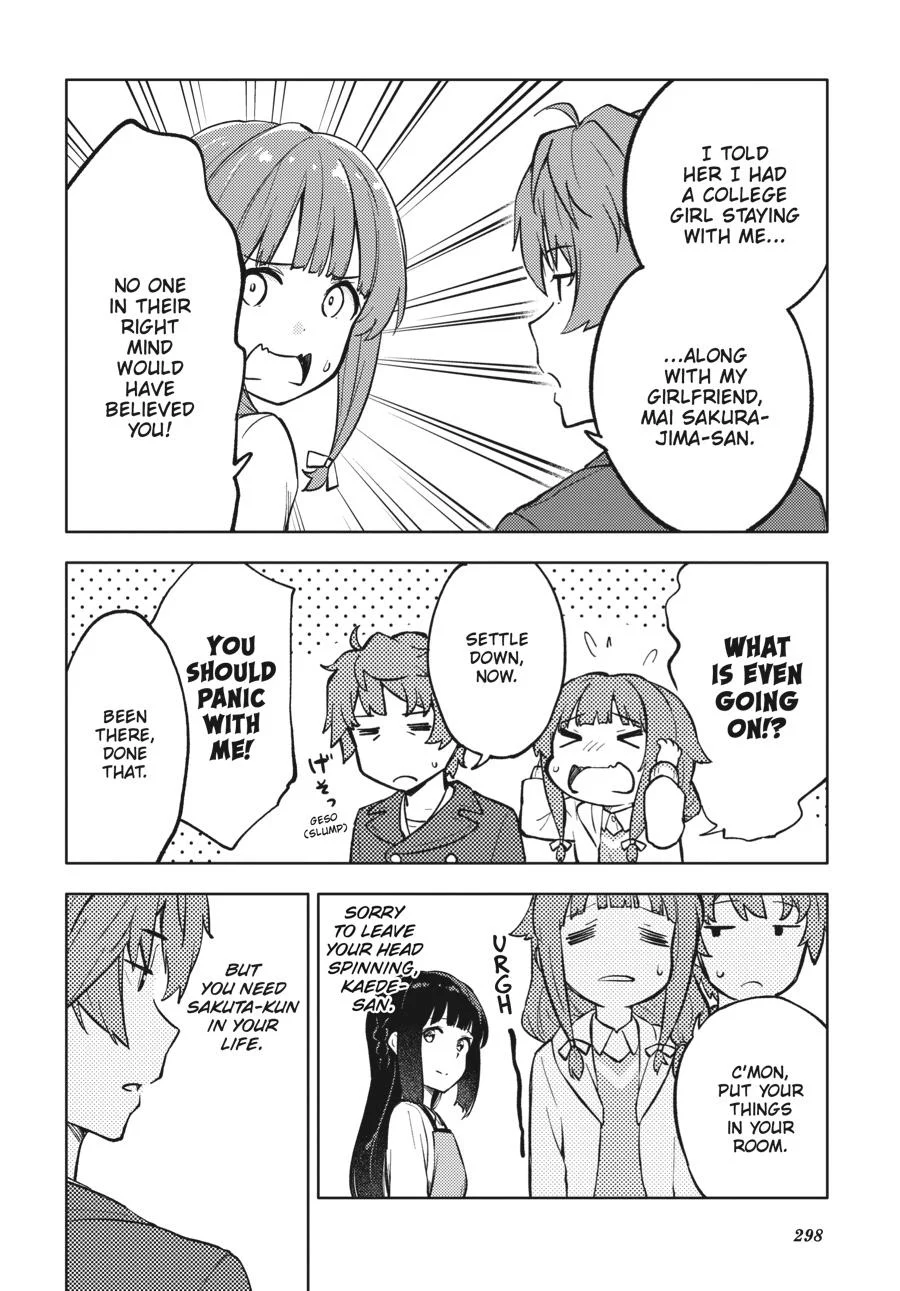 I TOLD
HER I HAD
A COLLEGE
GIRL STAYING
WITH ME...
...ALONG
WITH MY
GIRLFRIEND,
MAI SAKURA-
JIMA-SAN.
NO ONE
IN THEIR
RIGHT
MIND
WOULD
HAVE
BELIEVED
YOU!
WHAT
IS EVEN
GOING
ON!?
SETTLE
DOWN,
NOW.
げそっ
GESO
(SLUMP)
YOU
SHOULD
PANIC
WITH
ME!
BEEN
THERE,
DONE
THAT.
C'MON,
PUT YOUR
THINGS
IN YOUR
ROOM.
URGH
SORRY
TO LEAVE
YOUR HEAD
SPINNING,
KAEDE-
SAN.
BUT
YOU NEED
SAKUTA-KUN
IN YOUR
LIFE.
298